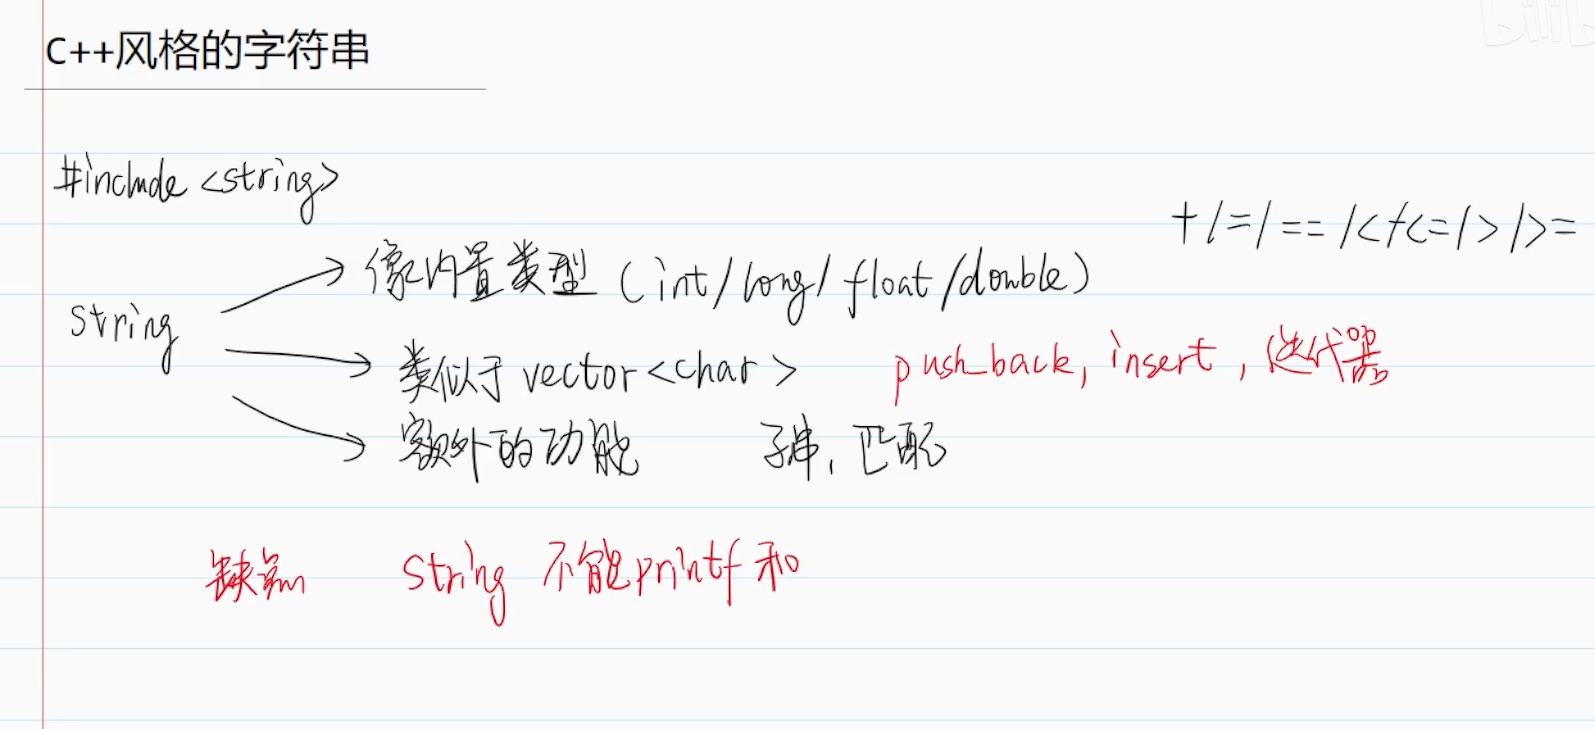 C++风格的字符串
#include <string>
+ / = / == / < / <= / > / >=
string
像内置类型 (int/long/float/double)
类似于 vector<char> push_back, insert, 迭代器
额外的功能 子串, 匹配
缺点 string 不能printf 和